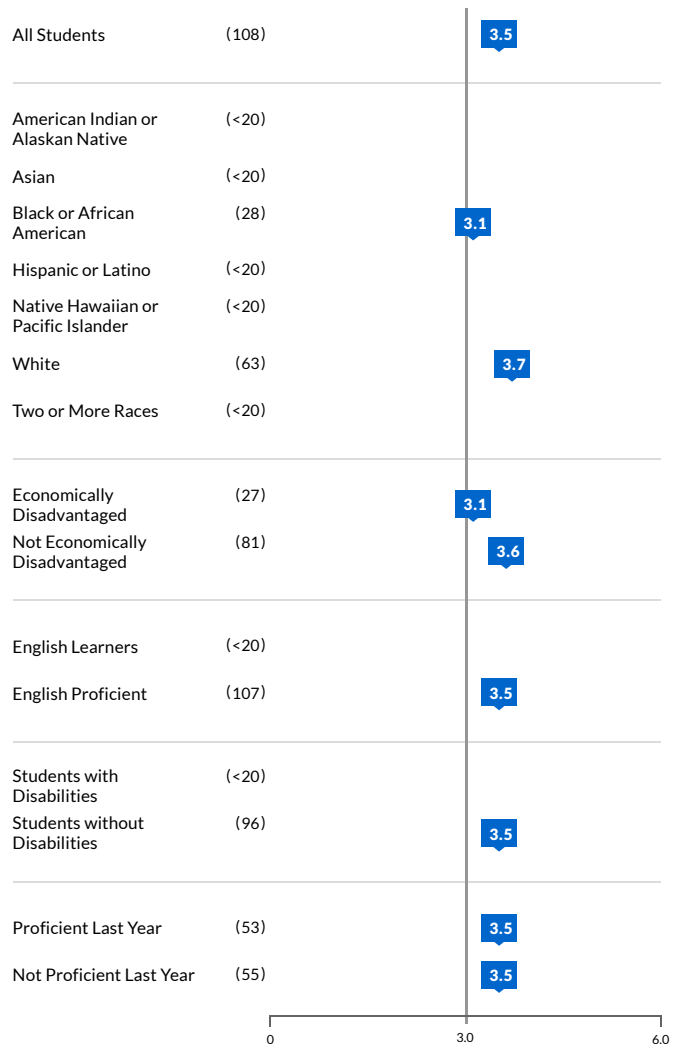 All Students (108) 3.5
American Indian or (<20)
Alaskan Native
Asian (<20)
Black or African (28) 3.1
American
Hispanic or Latino (<20)
Native Hawaiian or (<20)
Pacific Islander
White (63) 3.7
Two or More Races (<20)
Economically (27) 3.1
Disadvantaged
Not Economically (81) 3.6
Disadvantaged
English Learners (<20)
English Proficient (107) 3.5
Students with (<20)
Disabilities
Students without (96) 3.5
Disabilities
Proficient Last Year (53) 3.5
Not Proficient Last Year (55) 3.5
0 3.0 6.0